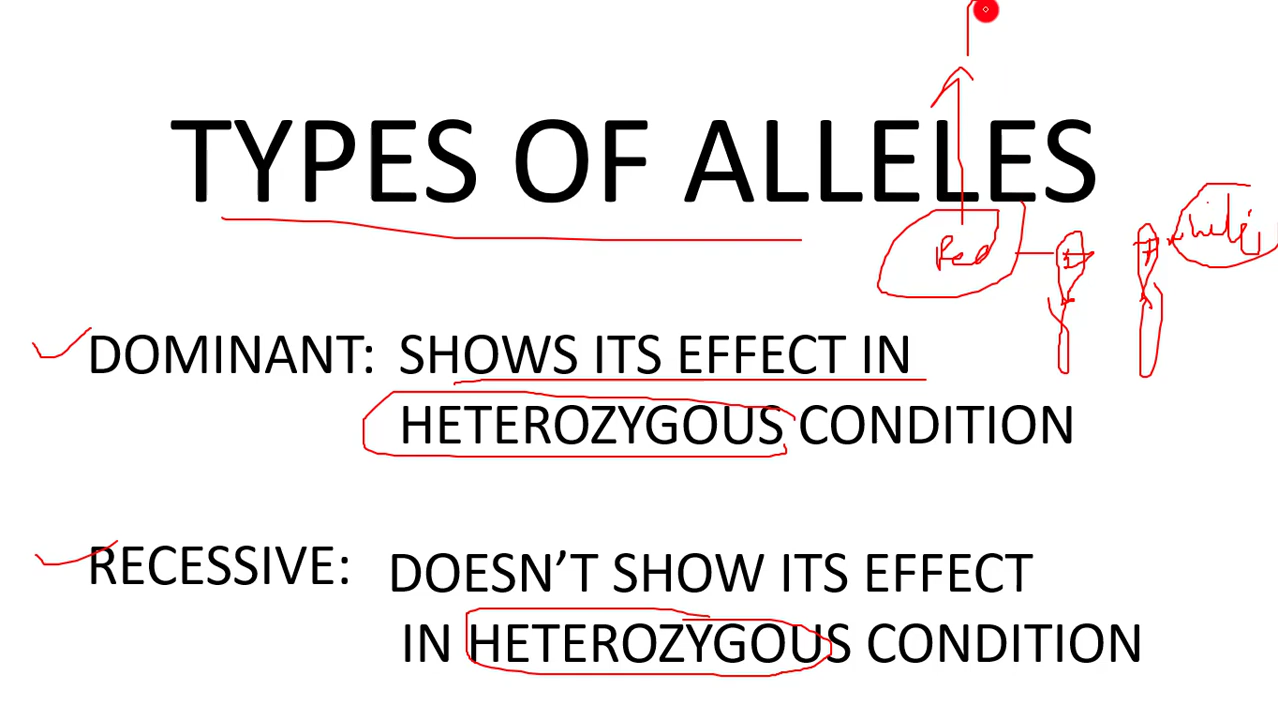 TYPES OF ALLELES
Red
DOMINANT: SHOWS ITS EFFECT IN
HETEROZYGOUS CONDITION
RECESSIVE: DOESN’T SHOW ITS EFFECT
IN HETEROZYGOUS CONDITION